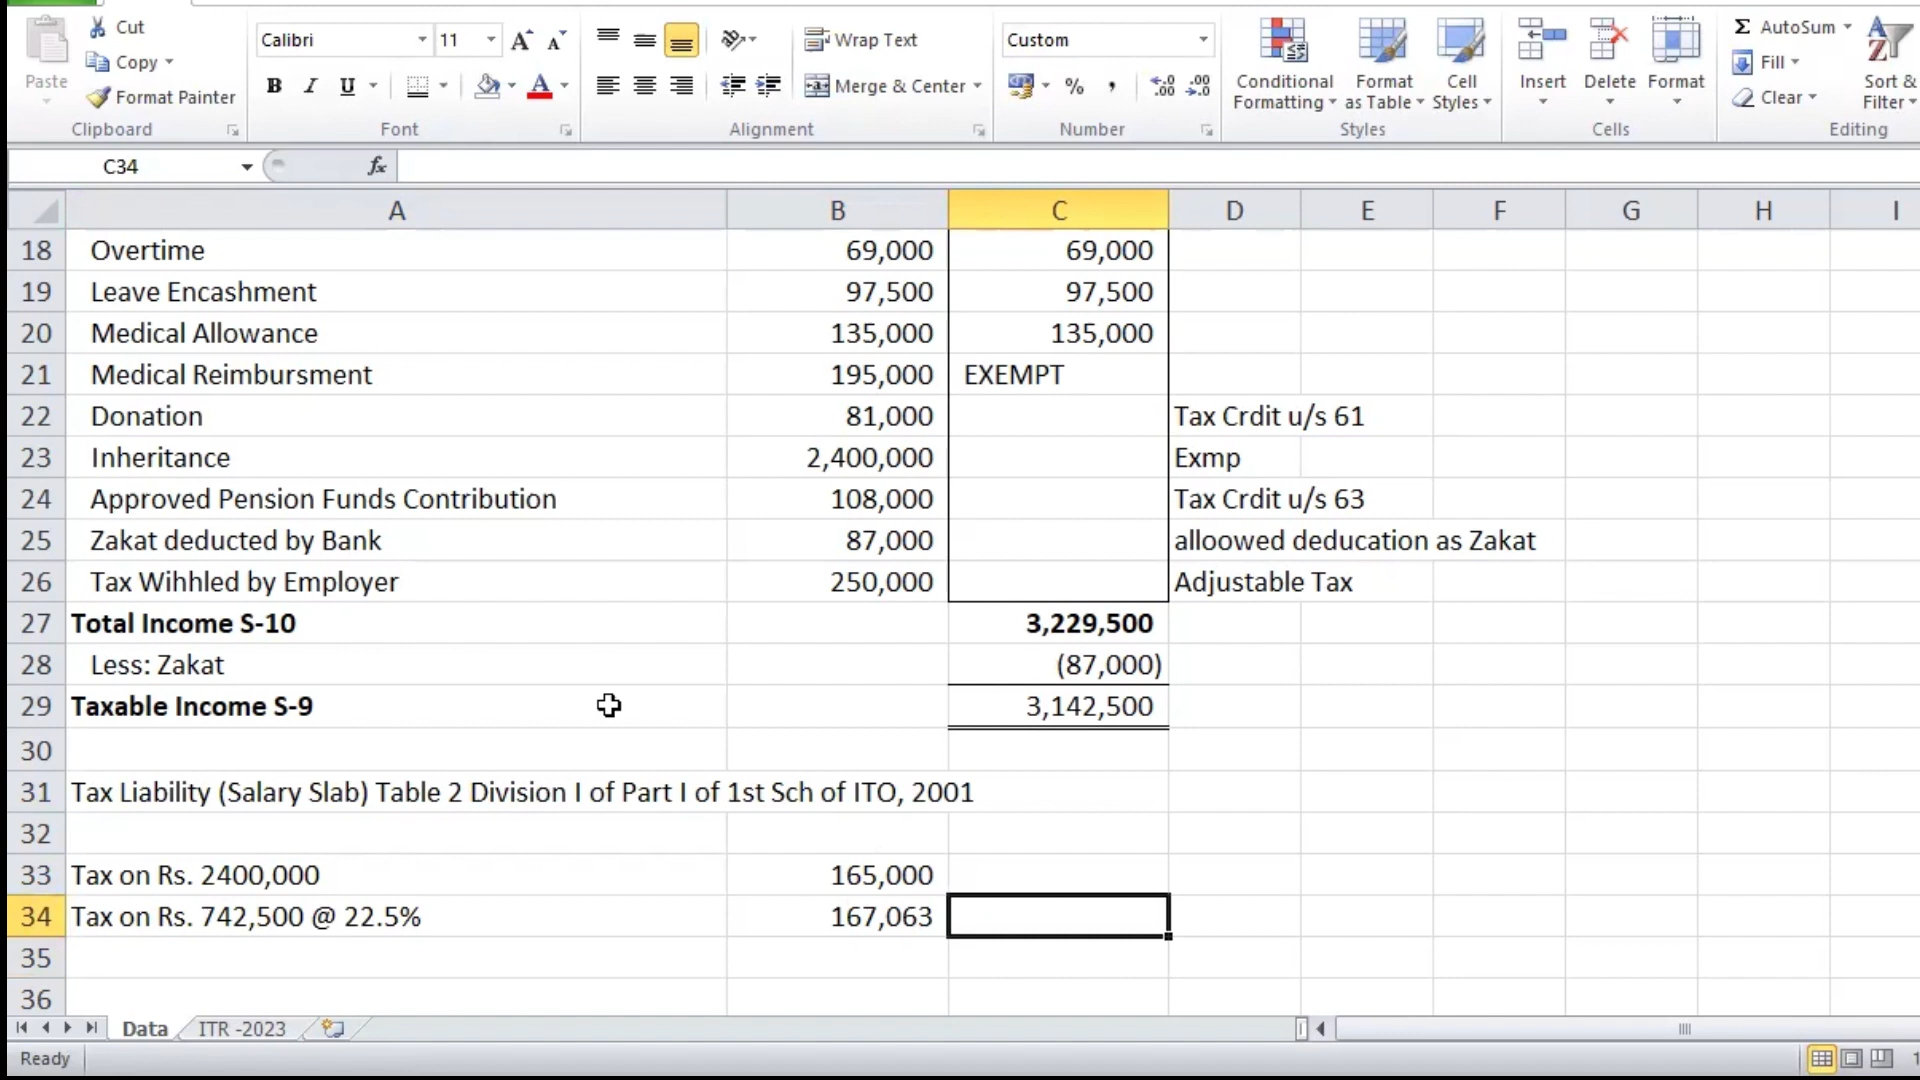 Cut
Calibri 11 Wrap Text Custom AutoSum
Paste Copy Conditional Format Cell Insert Delete Format Fill Sort &
B I U Merge & Center % , Formatting as Table Styles Clear Filter
Format Painter
Clipboard Font Alignment Number Styles Cells Editing
C34 fx
A B C D E F G H I
18 Overtime 69,000 69,000
19 Leave Encashment 97,500 97,500
20 Medical Allowance 135,000 135,000
21 Medical Reimbursment 195,000 EXEMPT
22 Donation 81,000 Tax Crdit u/s 61
23 Inheritance 2,400,000 Exmp
24 Approved Pension Funds Contribution 108,000 Tax Crdit u/s 63
25 Zakat deducted by Bank 87,000 alloowed deducation as Zakat
26 Tax Wihhled by Employer 250,000 Adjustable Tax
27 Total Income S-10 3,229,500
28 Less: Zakat (87,000)
29 Taxable Income S-9 3,142,500
30
31 Tax Liability (Salary Slab) Table 2 Division I of Part I of 1st Sch of ITO, 2001
32
33 Tax on Rs. 2400,000 165,000
34 Tax on Rs. 742,500 @ 22.5% 167,063
35
36
Data ITR -2023
Ready